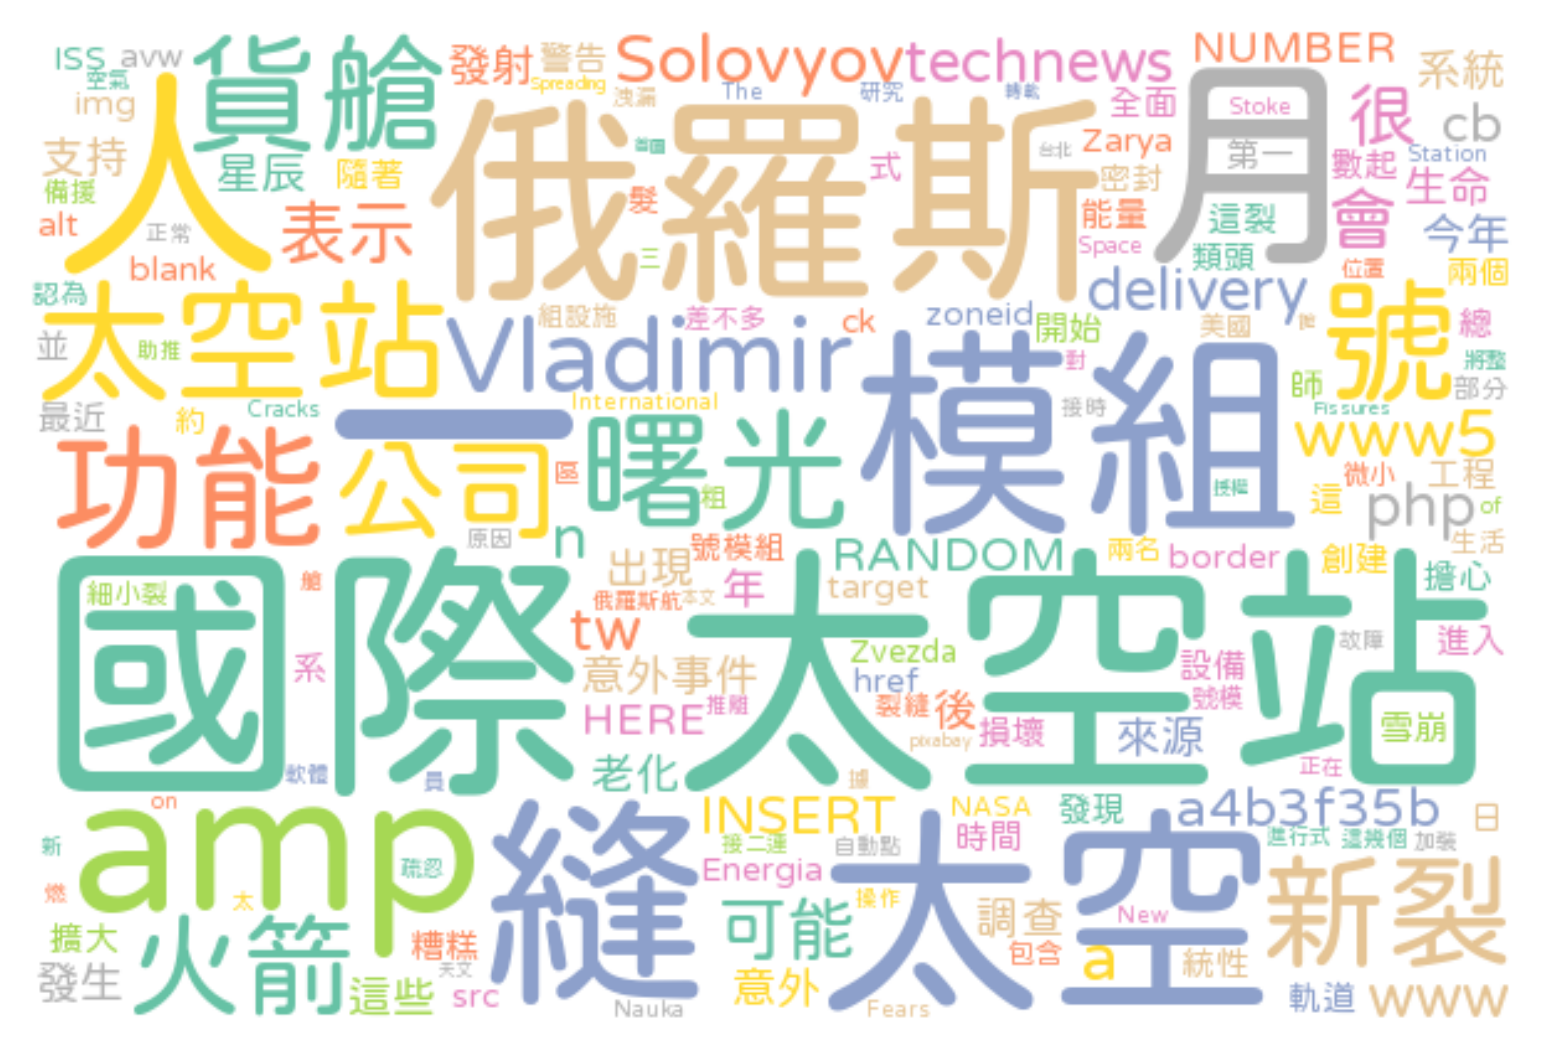 ISS avw 貨艙 發射 警告 Solovyov technews NUMBER 系統
空氣 Spreading 洩漏 The 研究 轉載 全面 月 Stoke 很 cb
img 人 俄羅斯 首國 台北 Zarya 第一 數起 Station
支持 星辰 隨著 式 密封 生命
備援 髮 能量 這裂 會 今年
alt 正常 表示 三 Space 類頭 位置 兩個
blank
認為 太空站 組設施 差不多 ck zoneid delivery 號 總
並 助推 Vladimir 開始 美國 對 將整
最近 約 Cracks 一 International 模組 接時 師 Fissures 部分
功能 公司 區 曙光 粗 授權 www5
原因 n 微小 工程 這 php of
國際太空站 號模組 RANDOM 兩名 border 創建 生活
細小裂 艙 出現 年 target 擔心
俄羅斯航 本文 tw Zvezda 故障 進入
系 意外事件 href 設備 號模
HERE 推離 裂縫 後 損壞 來源 雪崩
pixabay
軟體 員 老化 據 正在
on amp 縫 INSERT NASA 發現 a4b3f35b 日
新 疏忽 接二連 自動點 時間 太空 進行式 這幾個 加裝
燃 太 Energia 操作 新裂
擴大 火箭 糟糕 可能 調查 New
發生 天文 意外 包含 a 統性
這些 src Nauka Fears 軌道 www